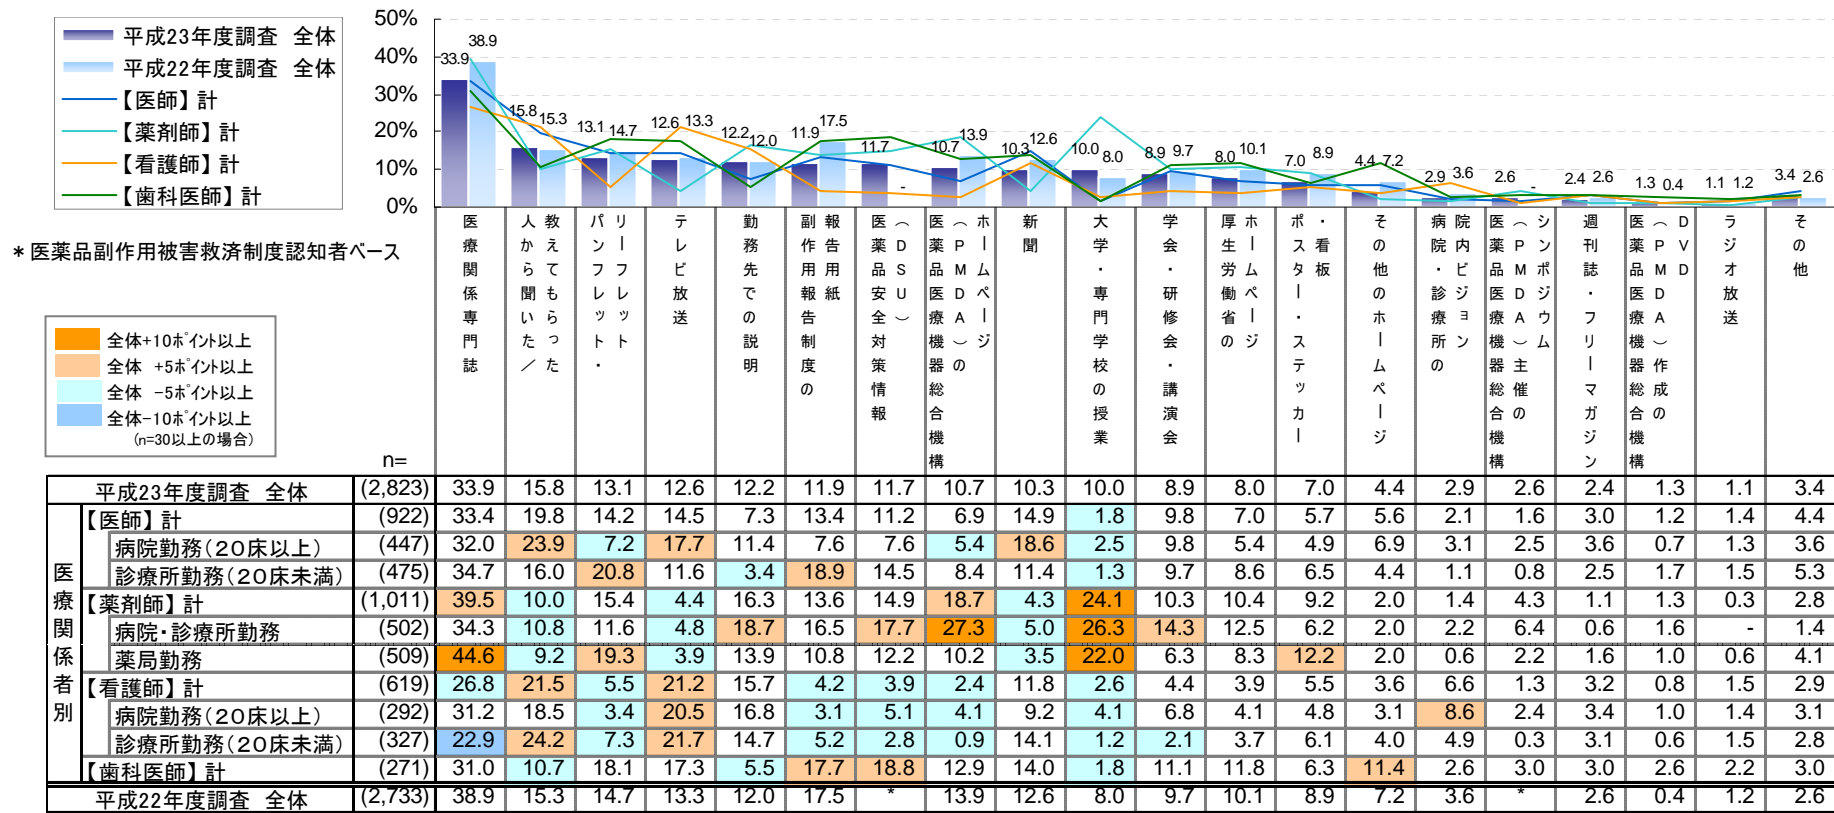 50%
40%
30%
20%
10%
0%
平成23年度調査 全体
平成22年度調査 全体
【医師】計
【薬剤師】計
【看護師】計
【歯科医師】計
33.9 38.9 15.8 15.3 13.1 14.7 12.6 13.3 12.2 12.0 11.9 17.5 11.7 - 10.7 13.9 10.3 12.6 10.0 8.0 8.9 9.7 8.0 10.1 7.0 8.9 4.4 7.2 2.9 3.6 2.6 - 2.4 2.6 1.3 0.4 1.1 1.2 3.4 2.6
*医薬品副作用被害救済制度認知者ベース
全体+10ポイント以上
全体 +5ポイント以上
全体 -5ポイント以上
全体-10ポイント以上
(n=30以上の場合)
医療関係専門誌
人から聞いた/
教えてもらった
パンフレット・
リーフレット
テレビ放送
勤務先での説明
副作用報告制度の
報告用紙
医薬品安全対策情報
(DSU)
医薬品医療機器総合機構
(PMDA)の
ホームページ
新聞
大学・専門学校の授業
学会・研修会・講演会
厚生労働省の
ホームページ
ポスター・ステッカー
・看板
その他のホームページ
病院・診療所の
院内ビジョン
医薬品医療機器総合機構
(PMDA)主催の
シンポジウム
週刊誌・フリーマガジン
医薬品医療機器総合機構
(PMDA)作成の
DVD
ラジオ放送
その他
n=
平成23年度調査 全体 (2,823) 33.9 15.8 13.1 12.6 12.2 11.9 11.7 10.7 10.3 10.0 8.9 8.0 7.0 4.4 2.9 2.6 2.4 1.3 1.1 3.4
医療関係者別
【医師】計 (922) 33.4 19.8 14.2 14.5 7.3 13.4 11.2 6.9 14.9 1.8 9.8 7.0 5.7 5.6 2.1 1.6 3.0 1.2 1.4 4.4
病院勤務(20床以上) (447) 32.0 23.9 7.2 17.7 11.4 7.6 7.6 5.4 18.6 2.5 9.8 5.4 4.9 6.9 3.1 2.5 3.6 0.7 1.3 3.6
診療所勤務(20床未満) (475) 34.7 16.0 20.8 11.6 3.4 18.9 14.5 8.4 11.4 1.3 9.7 8.6 6.5 4.4 1.1 0.8 2.5 1.7 1.5 5.3
【薬剤師】計 (1,011) 39.5 10.0 15.4 4.4 16.3 13.6 14.9 18.7 4.3 24.1 10.3 10.4 9.2 2.0 1.4 4.3 1.1 1.3 0.3 2.8
病院・診療所勤務 (502) 34.3 10.8 11.6 4.8 18.7 16.5 17.7 27.3 5.0 26.3 14.3 12.5 6.2 2.0 2.2 6.4 0.6 1.6 - 1.4
薬局勤務 (509) 44.6 9.2 19.3 3.9 13.9 10.8 12.2 10.2 3.5 22.0 6.3 8.3 12.2 2.0 0.6 2.2 1.6 1.0 0.6 4.1
【看護師】計 (619) 26.8 21.5 5.5 21.2 15.7 4.2 3.9 2.4 11.8 2.6 4.4 3.9 5.5 3.6 6.6 1.3 3.2 0.8 1.5 2.9
病院勤務(20床以上) (292) 31.2 18.5 3.4 20.5 16.8 3.1 5.1 4.1 9.2 4.1 6.8 4.1 4.8 3.1 8.6 2.4 3.4 1.0 1.4 3.1
診療所勤務(20床未満) (327) 22.9 24.2 7.3 21.7 14.7 5.2 2.8 0.9 14.1 1.2 2.1 3.7 6.1 4.0 4.9 0.3 3.1 0.6 1.5 2.8
【歯科医師】計 (271) 31.0 10.7 18.1 17.3 5.5 17.7 18.8 12.9 14.0 1.8 11.1 11.8 6.3 11.4 2.6 3.0 3.0 2.6 2.2 3.0
平成22年度調査 全体 (2,733) 38.9 15.3 14.7 13.3 12.0 17.5 * 13.9 12.6 8.0 9.7 10.1 8.9 7.2 3.6 * 2.6 0.4 1.2 2.6